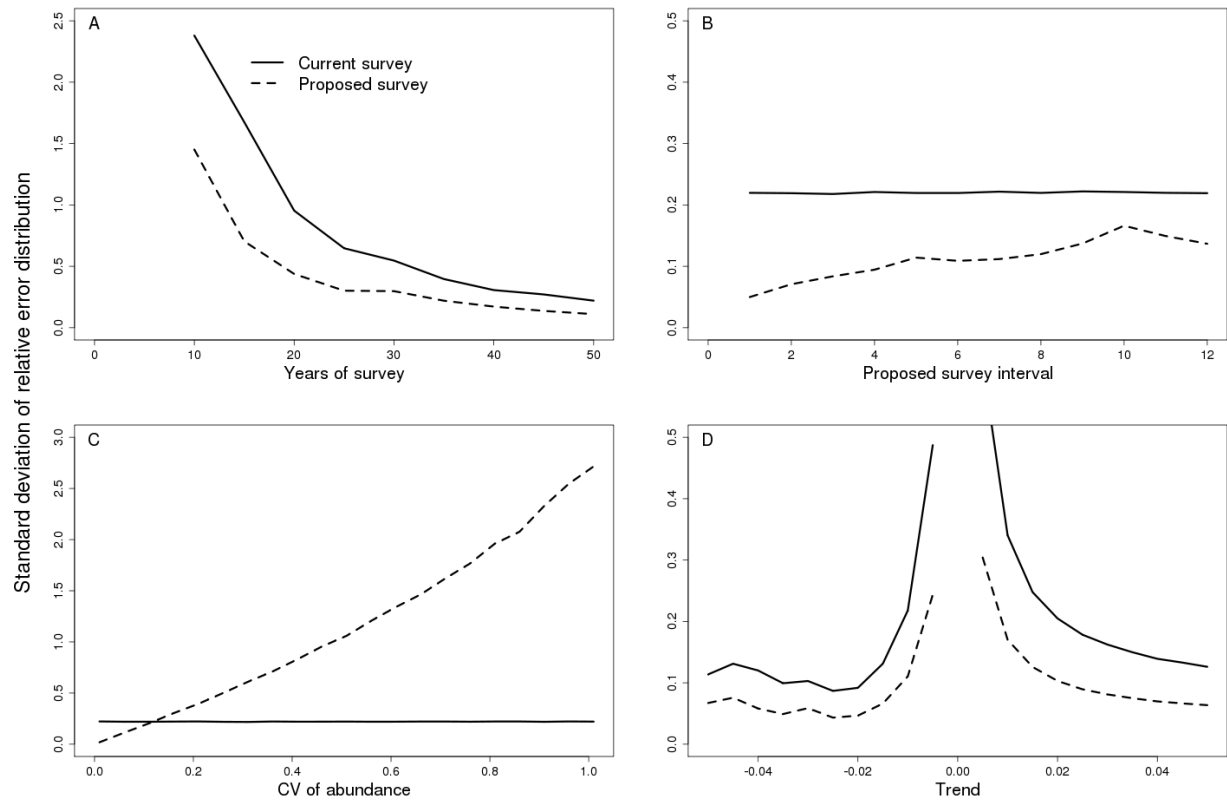 Standard deviation of relative error distribution
A
Current survey
Proposed survey
0.0 0.5 1.0 1.5 2.0 2.5
0 10 20 30 40 50
Years of survey
B
0.0 0.1 0.2 0.3 0.4 0.5
0 2 4 6 8 10 12
Proposed survey interval
C
0.0 0.5 1.0 1.5 2.0 2.5 3.0
0.0 0.2 0.4 0.6 0.8 1.0
CV of abundance
D
0.0 0.1 0.2 0.3 0.4 0.5
-0.04 -0.02 0.00 0.02 0.04
Trend